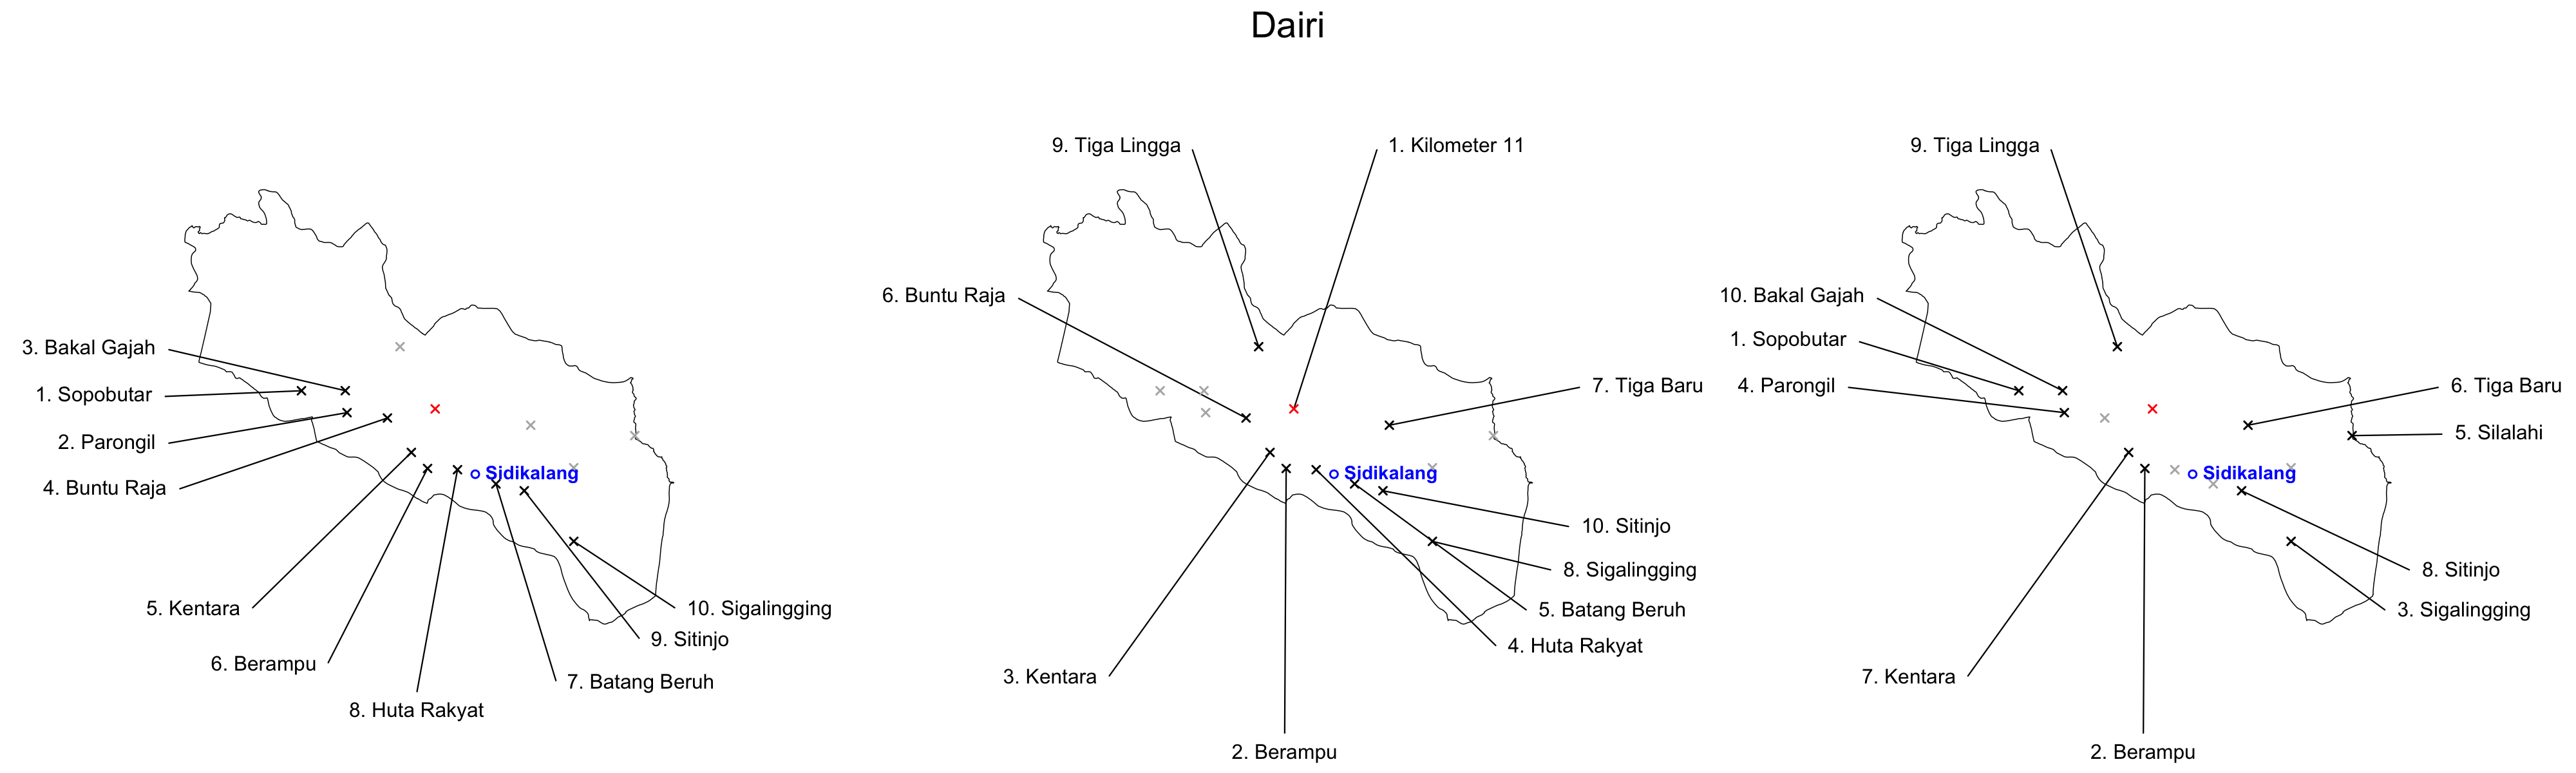 Dairi
3. Bakal Gajah
1. Sopobutar
2. Parongil
4. Buntu Raja
Sidikalang
5. Kentara
10. Sigalingging
9. Sitinjo
6. Berampu
7. Batang Beruh
8. Huta Rakyat
9. Tiga Lingga
1. Kilometer 11
6. Buntu Raja
7. Tiga Baru
Sidikalang
10. Sitinjo
8. Sigalingging
5. Batang Beruh
4. Huta Rakyat
3. Kentara
2. Berampu
9. Tiga Lingga
10. Bakal Gajah
1. Sopobutar
4. Parongil
6. Tiga Baru
5. Silalahi
Sidikalang
8. Sitinjo
3. Sigalingging
7. Kentara
2. Berampu